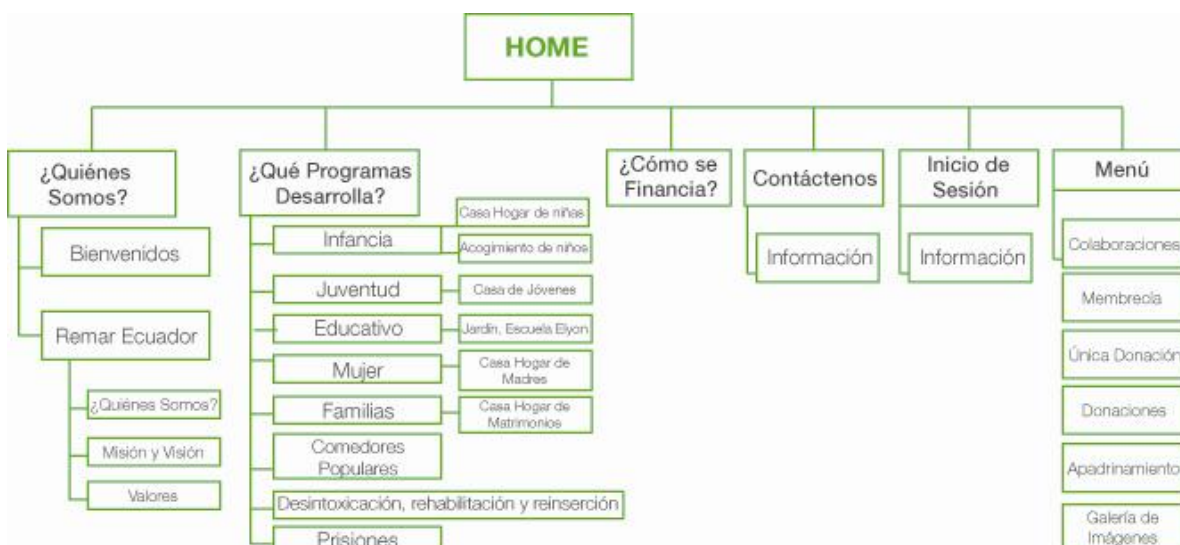 HOME
¿Quiénes
Somos?
Bienvenidos
Remar Ecuador
¿Quiénes Somos?
Misión y Visión
Valores
¿Qué Programas
Desarrolla?
Infancia
Casa Hogar de niñas
Acogimiento de niños
Juventud
Casa de Jóvenes
Educativo
Jardín, Escuela Elyon
Mujer
Casa Hogar de
Madres
Familias
Casa Hogar de
Matrimonios
Comedores
Populares
Desintoxicación, rehabilitación y reinserción
Prisiones
¿Cómo se
Financia?
Contáctenos
Información
Inicio de
Sesión
Información
Menú
Colaboraciones
Membrecía
Única Donación
Donaciones
Apadrinamiento
Galería de
Imágenes